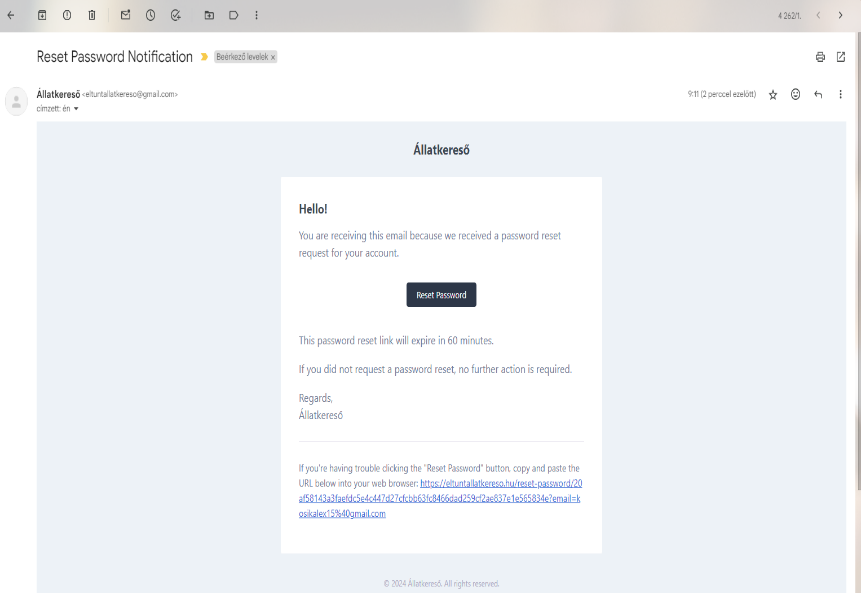 4 262/1.
Reset Password Notification
Beérkező levelek x
Állatkereső <eltuntallatkereso@gmail.com>
9:11 (2 perccel ezelőtt)
címzett: én
Állatkereső
Hello!
You are receiving this email because we received a password reset
request for your account.
Reset Password
This password reset link will expire in 60 minutes.
If you did not request a password reset, no further action is required.
Regards,
Állatkereső
If you're having trouble clicking the "Reset Password" button, copy and paste the
URL below into your web browser: https://eltuntallatkereso.hu/reset-password/20
af58143a3faefdc5e4c447d27cfcbb63fc8466dad259cf2ae837e1e565834e?email=k
osikalex15%40gmail.com
© 2024 Állatkereső. All rights reserved.